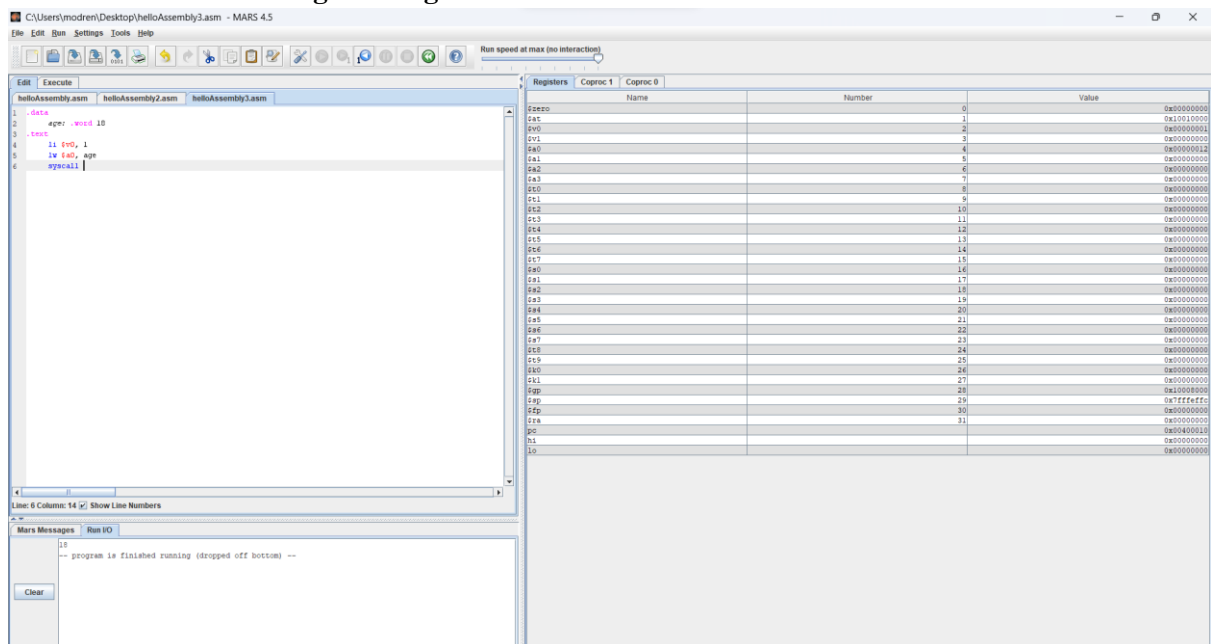 C:\Users\modren\Desktop\helloAssembly3.asm - MARS 4.5
File Edit Run Settings Tools Help
Run speed at max (no interaction)
Edit Execute
helloAssembly.asm helloAssembly2.asm helloAssembly3.asm
1 .data
2 age: .word 18
3 .text
4 li $v0, 1
5 lw $a0, age
6 syscall
Line: 6 Column: 14 Show Line Numbers
Mars Messages Run I/O
18
-- program is finished running (dropped off bottom) --
Clear
Registers Coproc 1 Coproc 0
Name Number Value
$zero 0 0x00000000
$at 1 0x10010000
$v0 2 0x00000001
$v1 3 0x00000000
$a0 4 0x00000012
$a1 5 0x00000000
$a2 6 0x00000000
$a3 7 0x00000000
$t0 8 0x00000000
$t1 9 0x00000000
$t2 10 0x00000000
$t3 11 0x00000000
$t4 12 0x00000000
$t5 13 0x00000000
$t6 14 0x00000000
$t7 15 0x00000000
$s0 16 0x00000000
$s1 17 0x00000000
$s2 18 0x00000000
$s3 19 0x00000000
$s4 20 0x00000000
$s5 21 0x00000000
$s6 22 0x00000000
$s7 23 0x00000000
$t8 24 0x00000000
$t9 25 0x00000000
$k0 26 0x00000000
$k1 27 0x00000000
$gp 28 0x10008000
$sp 29 0x7fffeffc
$fp 30 0x00000000
$ra 31 0x00000000
pc 0x00400010
hi 0x00000000
lo 0x00000000